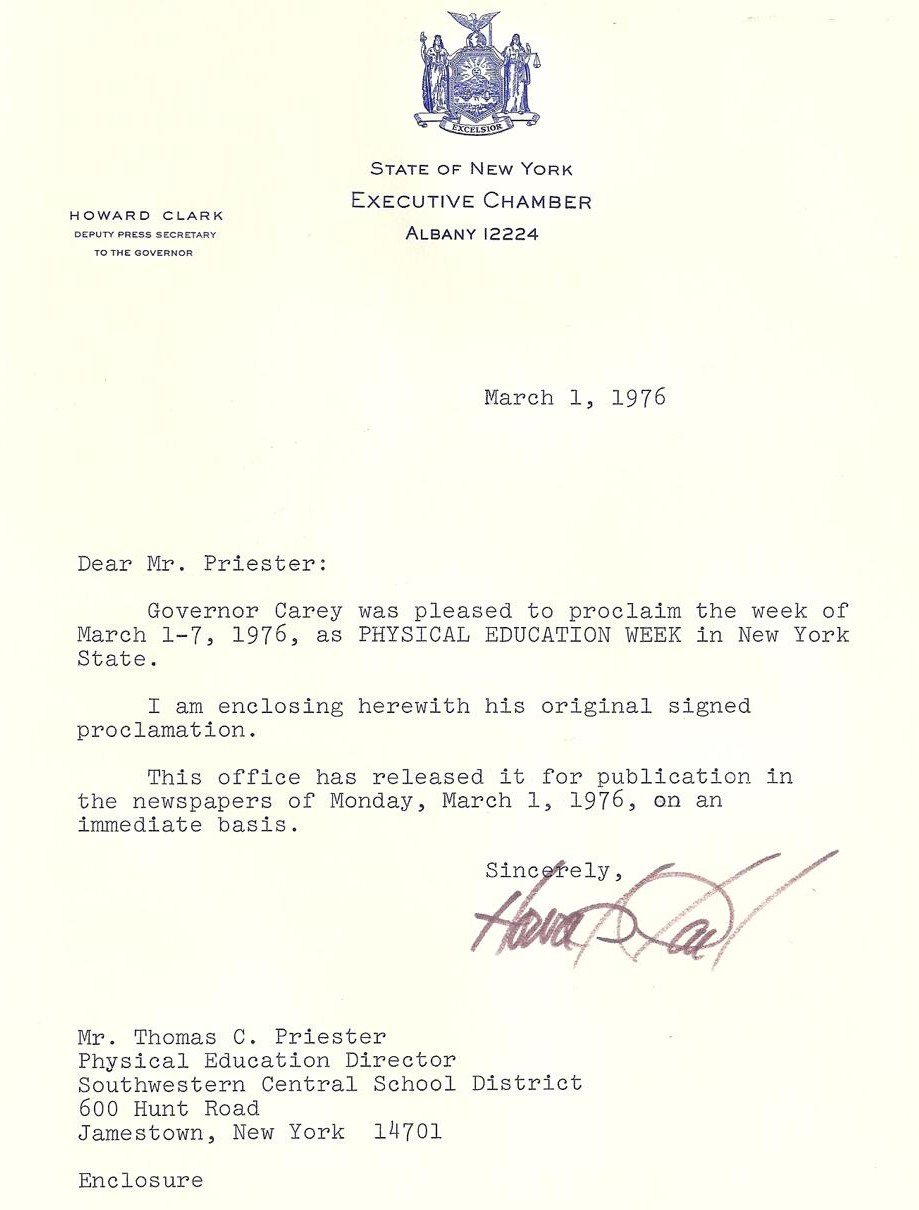 EXCELSIOR
STATE OF NEW YORK
EXECUTIVE CHAMBER
ALBANY 12224
HOWARD CLARK
DEPUTY PRESS SECRETARY
TO THE GOVERNOR
March 1, 1976
Dear Mr. Priester:
Governor Carey was pleased to proclaim the week of
March 1-7, 1976, as PHYSICAL EDUCATION WEEK in New York
State.
I am enclosing herewith his original signed
proclamation.
This office has released it for publication in
the newspapers of Monday, March 1, 1976, on an
immediate basis.
Sincerely,
Howard Clark
Mr. Thomas C. Priester
Physical Education Director
Southwestern Central School District
600 Hunt Road
Jamestown, New York 14701
Enclosure